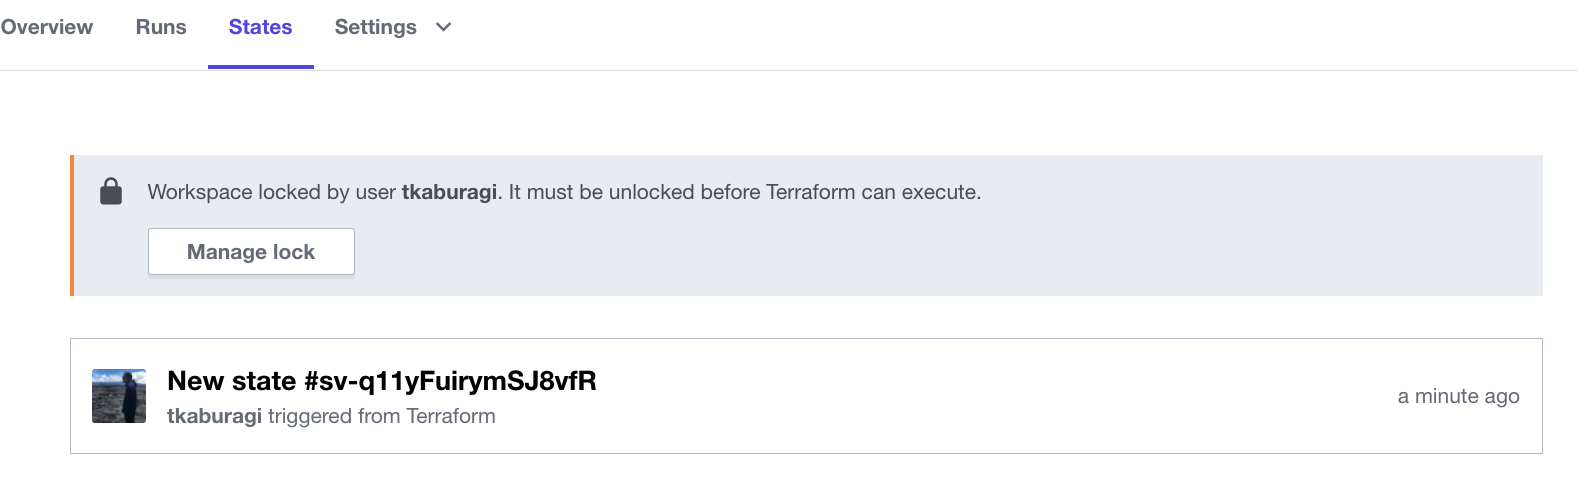 Overview Runs States Settings
Workspace locked by user tkaburagi. It must be unlocked before Terraform can execute.
Manage lock
New state #sv-q11yFuirymSJ8vfR
tkaburagi triggered from Terraform
a minute ago